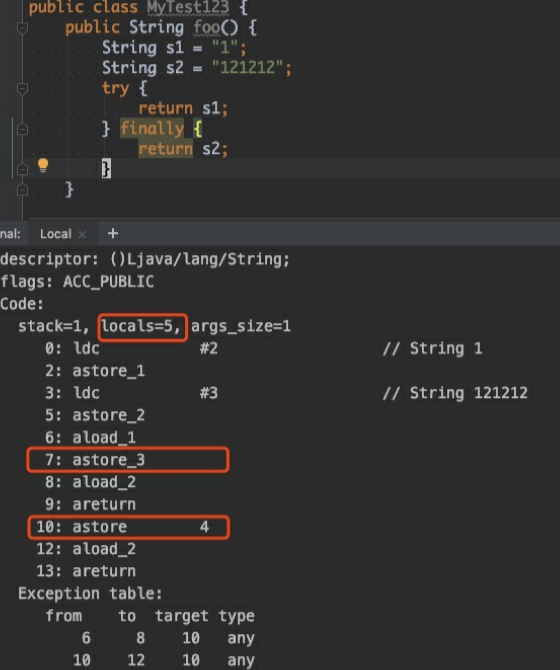 public class MyTest123 {
public String foo() {
String s1 = "1";
String s2 = "121212";
try {
return s1;
} finally {
return s2;
}
}
nal: Local × +
descriptor: ()Ljava/lang/String;
flags: ACC_PUBLIC
Code:
stack=1, locals=5, args_size=1
0: ldc #2 // String 1
2: astore_1
3: ldc #3 // String 121212
5: astore_2
6: aload_1
7: astore_3
8: aload_2
9: areturn
10: astore 4
12: aload_2
13: areturn
Exception table:
from to target type
6 8 10 any
10 12 10 any